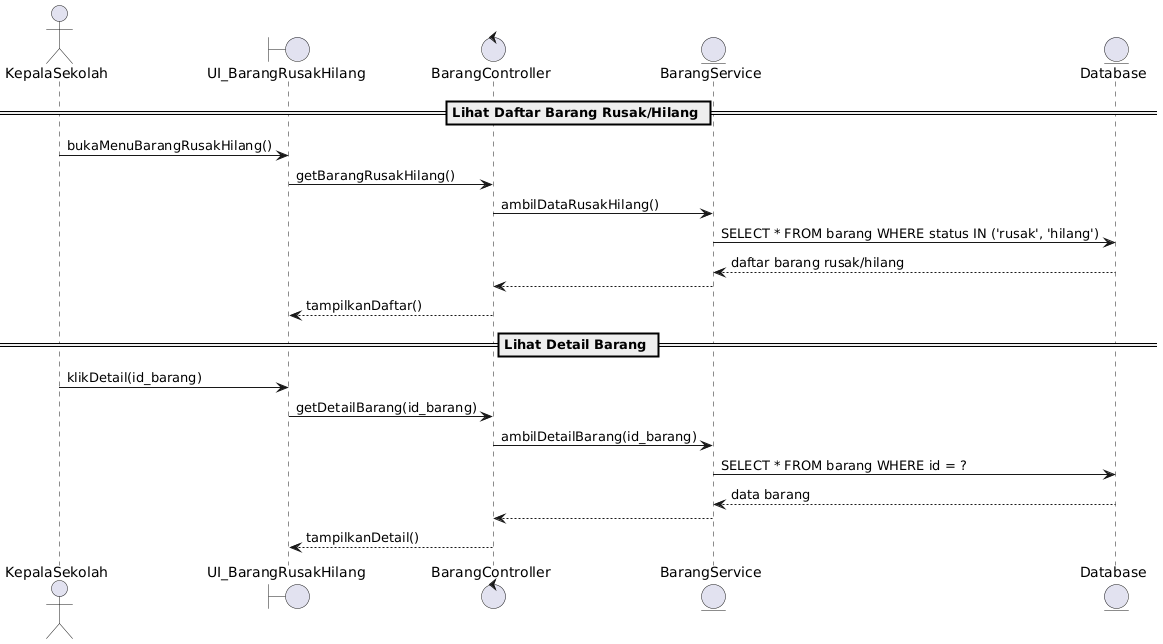 KepalaSekolah
UI_BarangRusakHilang
BarangController
BarangService
Database
Lihat Daftar Barang Rusak/Hilang
bukaMenuBarangRusakHilang()
getBarangRusakHilang()
ambilDataRusakHilang()
SELECT * FROM barang WHERE status IN ('rusak', 'hilang')
daftar barang rusak/hilang
tampilkanDaftar()
Lihat Detail Barang
klikDetail(id_barang)
getDetailBarang(id_barang)
ambilDetailBarang(id_barang)
SELECT * FROM barang WHERE id = ?
data barang
tampilkanDetail()
KepalaSekolah
UI_BarangRusakHilang
BarangController
BarangService
Database